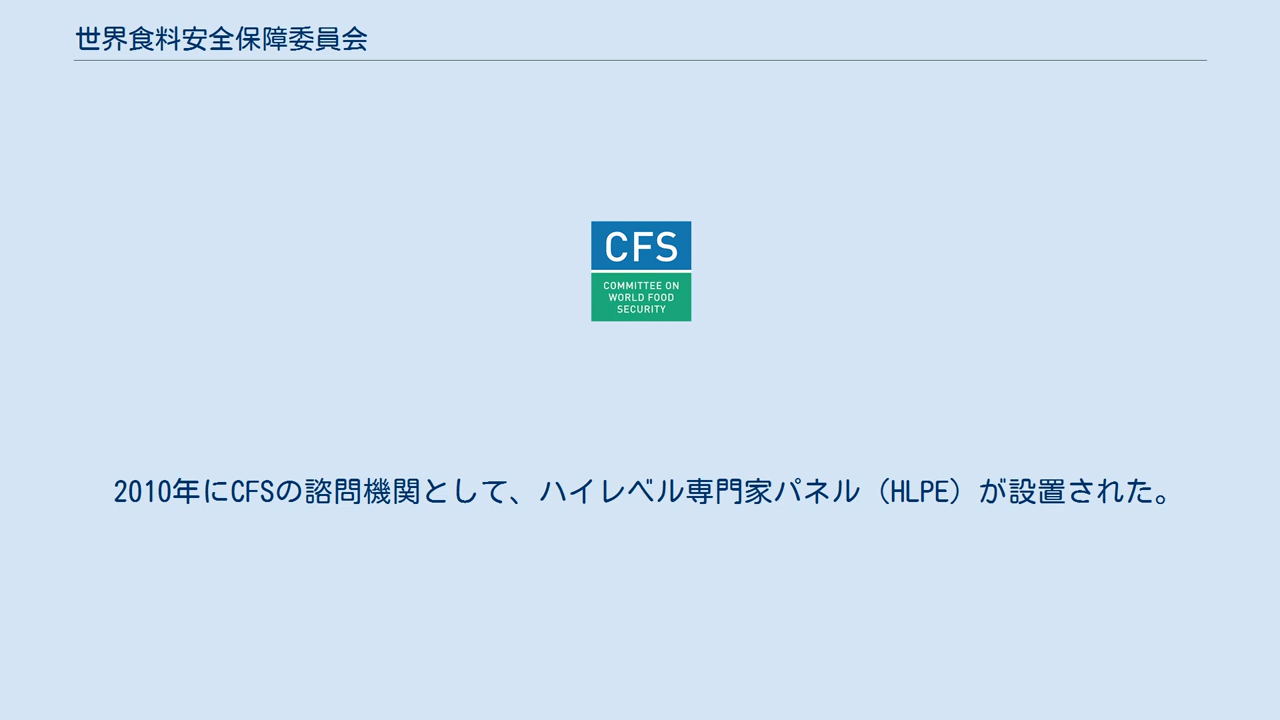 世界食料安全保障委員会
CFS
COMMITTEE ON
WORLD FOOD
SECURITY
2010年にCFSの諮問機関として、ハイレベル専門家パネル（HLPE）が設置された。